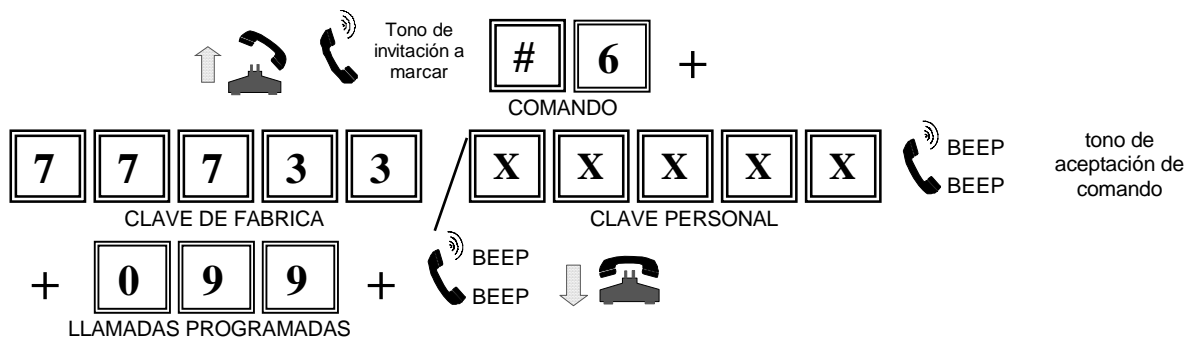 Tono de
invitación a
marcar
# 6 +
COMANDO
7 7 7 3 3 / X X X X X BEEP
BEEP
tono de
aceptación de
comando
CLAVE DE FABRICA CLAVE PERSONAL
+ 0 9 9 + BEEP
BEEP
LLAMADAS PROGRAMADAS